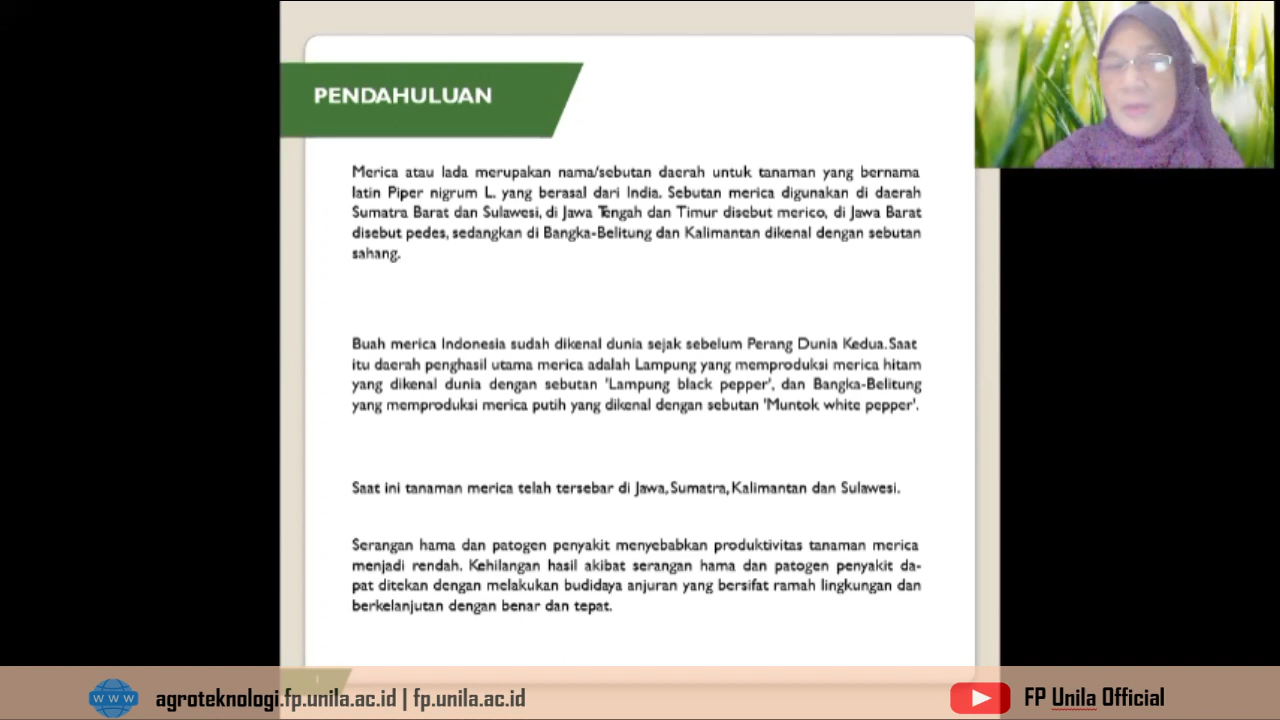 PENDAHULUAN
Merica atau lada merupakan nama/sebutan daerah untuk tanaman yang bernama
latin Piper nigrum L. yang berasal dari India. Sebutan merica digunakan di daerah
Sumatra Barat dan Sulawesi, di Jawa Tengah dan Timur disebut merico, di Jawa Barat
disebut pedes, sedangkan di Bangka-Belitung dan Kalimantan dikenal dengan sebutan
sahang.
Buah merica Indonesia sudah dikenal dunia sejak sebelum Perang Dunia Kedua. Saat
itu daerah penghasil utama merica adalah Lampung yang memproduksi merica hitam
yang dikenal dunia dengan sebutan 'Lampung black pepper', dan Bangka-Belitung
yang memproduksi merica putih yang dikenal dengan sebutan 'Muntok white pepper'.
Saat ini tanaman merica telah tersebar di Jawa, Sumatra, Kalimantan dan Sulawesi.
Serangan hama dan patogen penyakit menyebabkan produktivitas tanaman merica
menjadi rendah. Kehilangan hasil akibat serangan hama dan patogen penyakit da-
pat ditekan dengan melakukan budidaya anjuran yang bersifat ramah lingkungan dan
berkelanjutan dengan benar dan tepat.
1
WWW agroteknologi.fp.unila.ac.id | fp.unila.ac.id
FP Unila Official